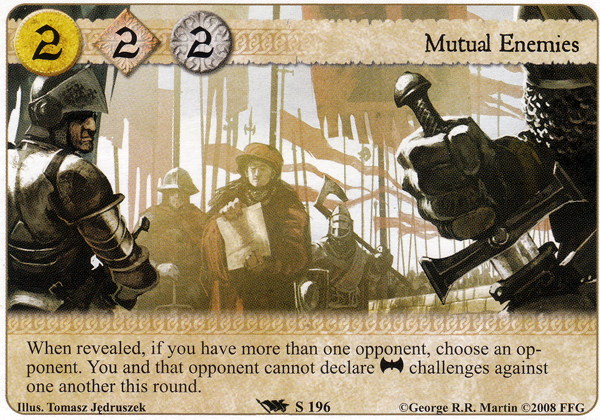 2 2 2 Mutual Enemies
When revealed, if you have more than one opponent, choose an op-
ponent. You and that opponent cannot declare challenges against
one another this round.
Illus. Tomasz Jędruszek S 196 ©George R.R. Martin ©2008 FFG